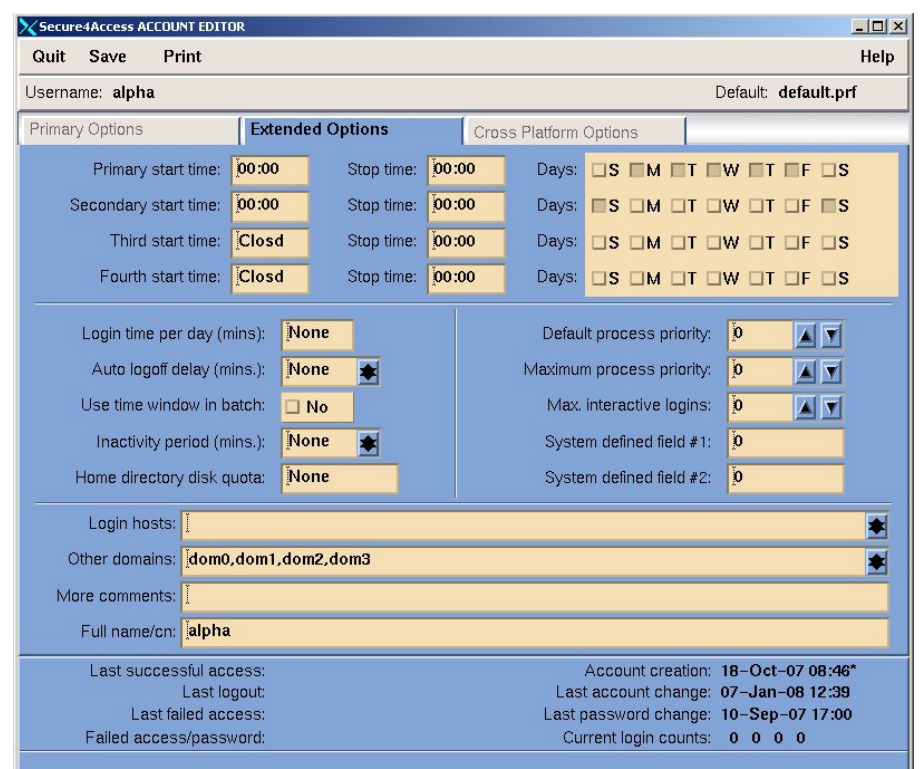 Secure4Access ACCOUNT EDITOR
Quit Save Print Help
Username: alpha Default: default.prf
Primary Options Extended Options Cross Platform Options
Primary start time: 00:00 Stop time: 00:00 Days: S M T W T F S
Secondary start time: 00:00 Stop time: 00:00 Days: S M T W T F S
Third start time: Closd Stop time: 00:00 Days: S M T W T F S
Fourth start time: Closd Stop time: 00:00 Days: S M T W T F S
Login time per day (mins): None Default process priority: 0
Auto logoff delay (mins.): None Maximum process priority: 0
Use time window in batch: No Max. interactive logins: 0
Inactivity period (mins.): None System defined field #1: 0
Home directory disk quota: None System defined field #2: 0
Login hosts:
Other domains: dom0,dom1,dom2,dom3
More comments:
Full name/cn: alpha
Last successful access: Account creation: 18-Oct-07 08:46*
Last logout: Last account change: 07-Jan-08 12:39
Last failed access: Last password change: 10-Sep-07 17:00
Failed access/password: Current login counts: 0 0 0 0